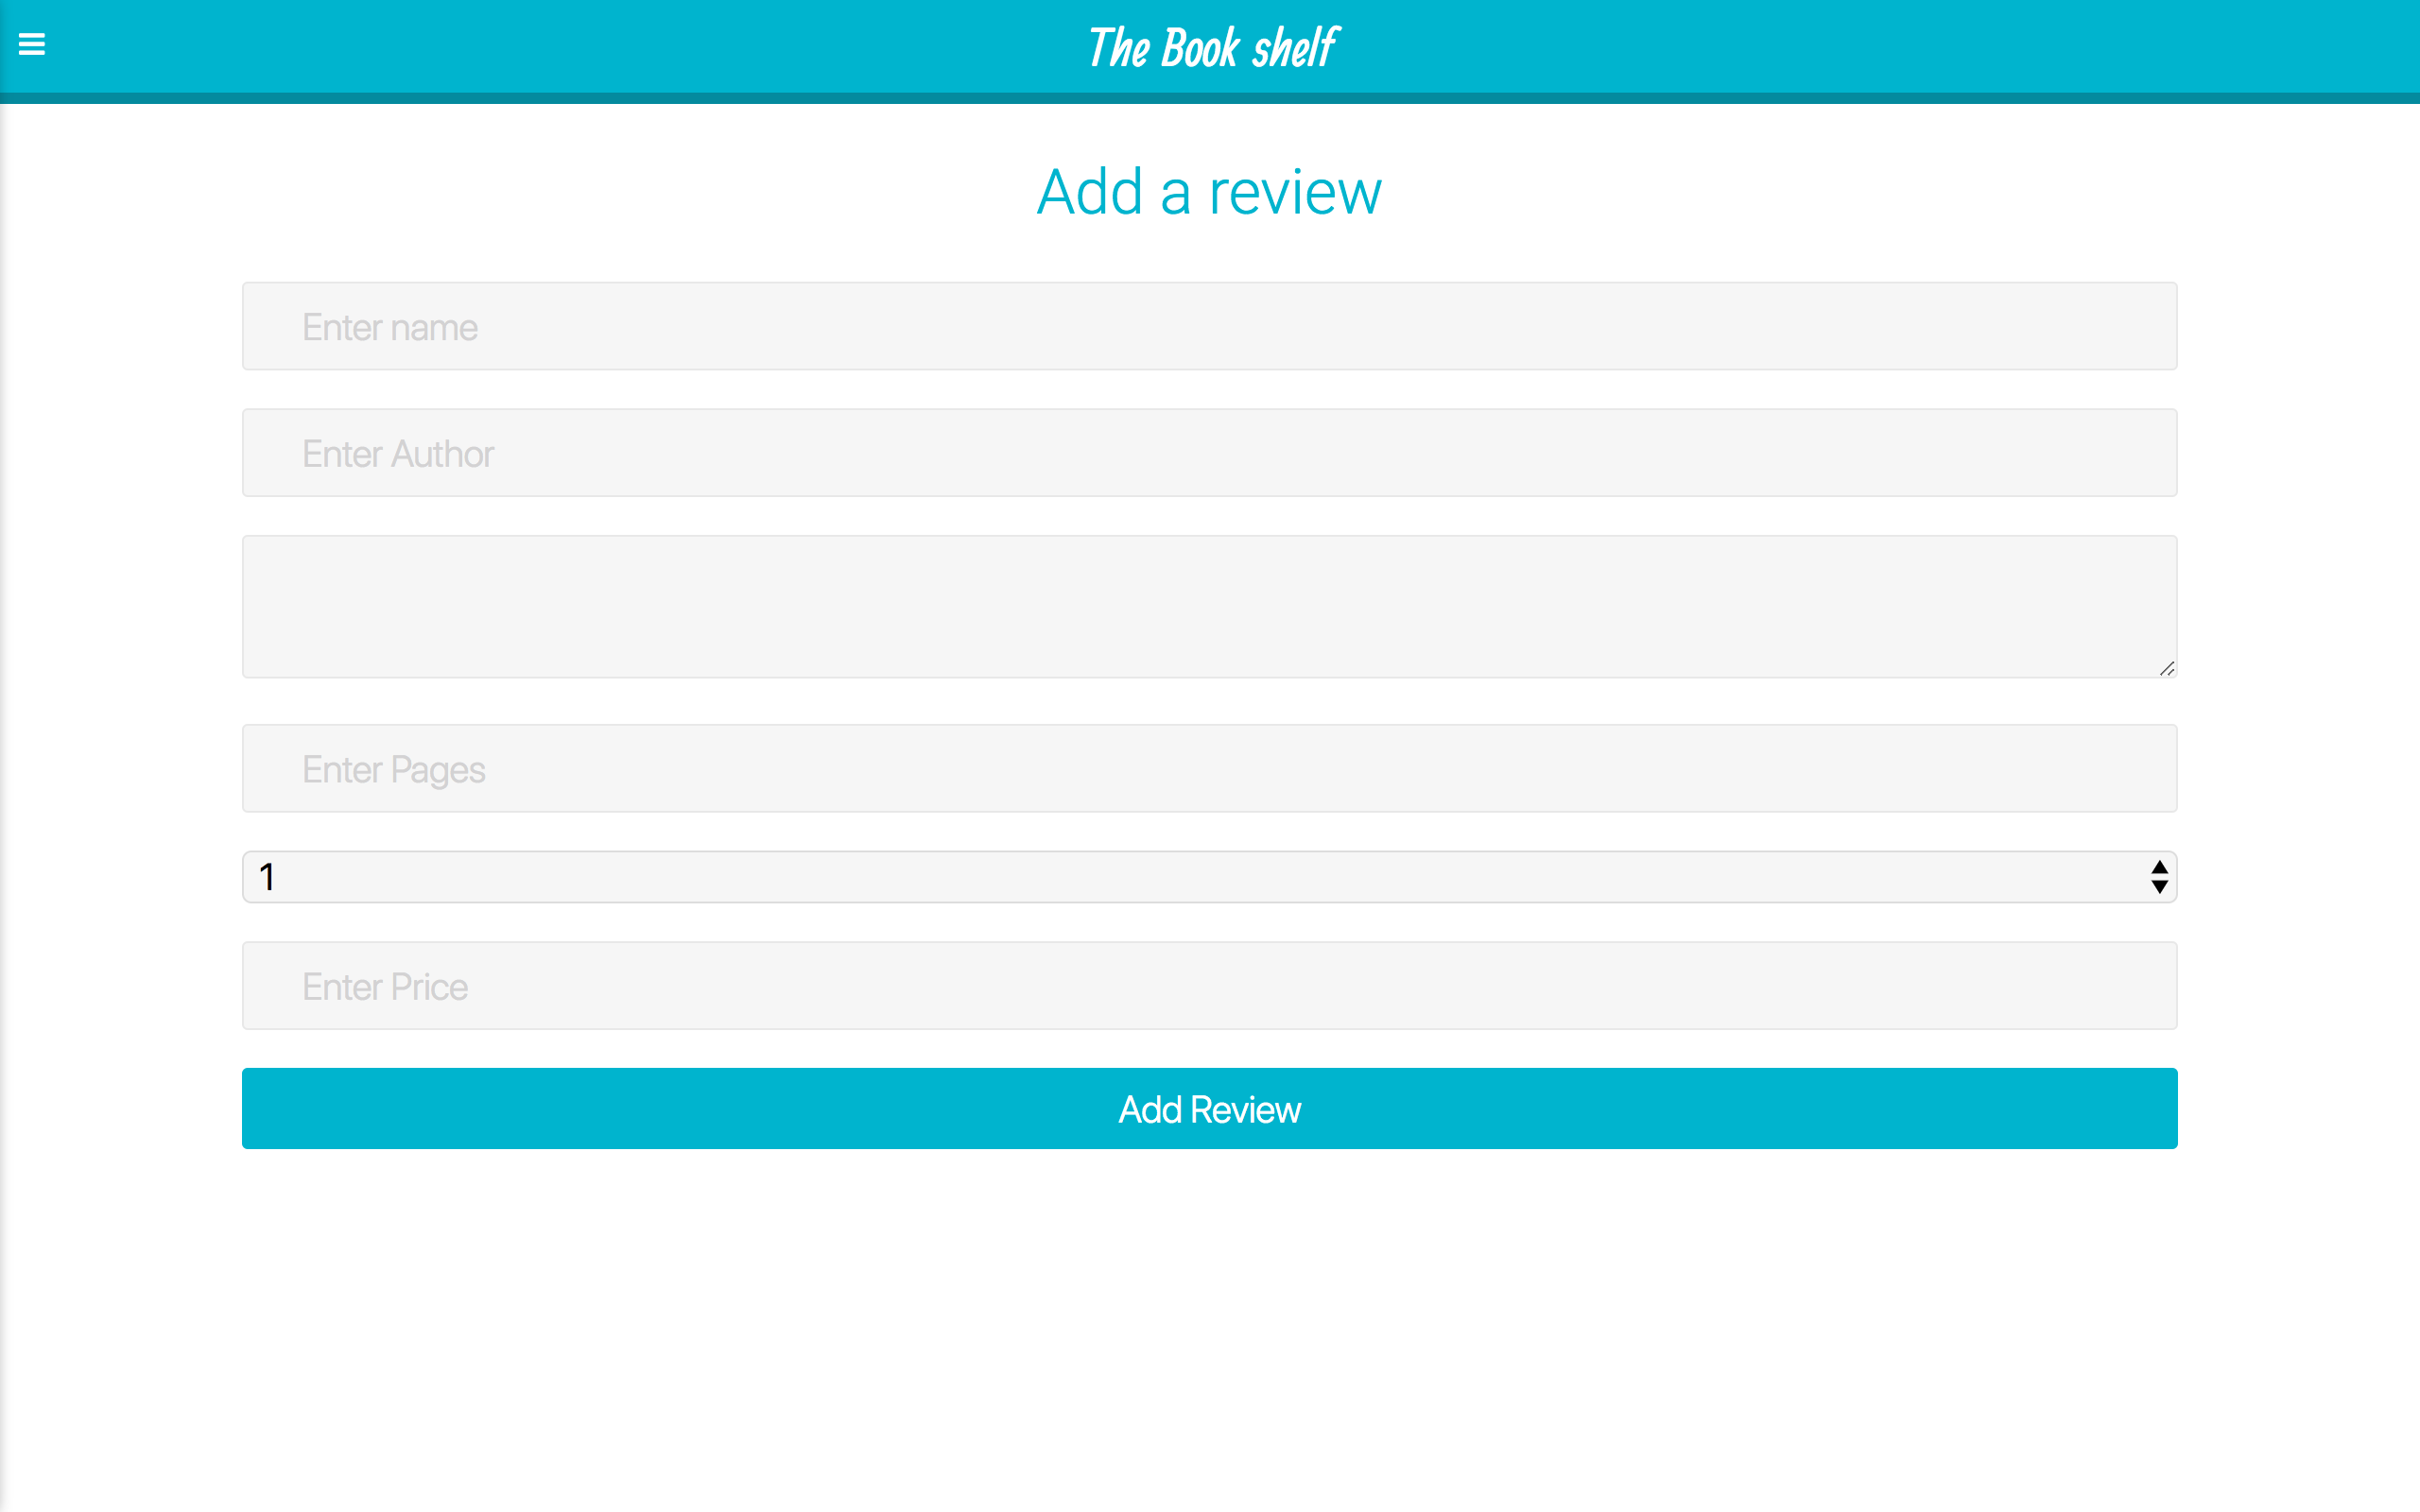 The Book shelf
Add a review
Enter name
Enter Author
Enter Pages
1
Enter Price
Add Review